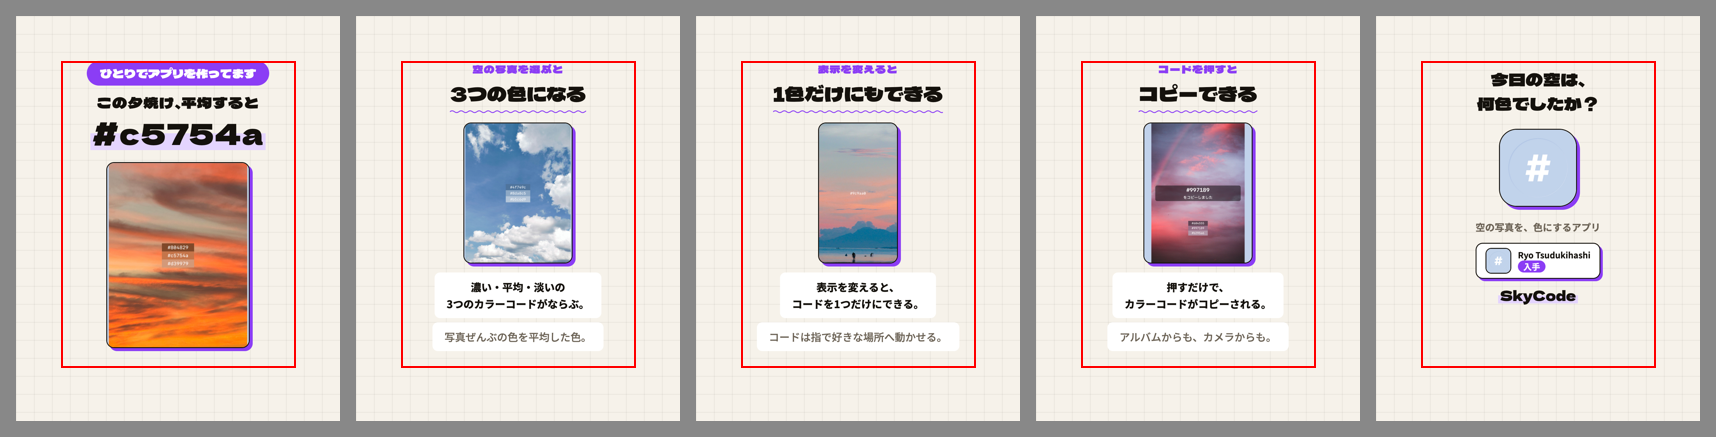 ひとりでアプリを作ってます
この夕焼け、平均すると
#c5754a
#884829
#c5754a
空の写真を選ぶと
3つの色になる
濃い・平均・淡いの
3つのカラーコードがならぶ。
写真ぜんぶの色を平均した色。
表示を変えると
1色だけにもできる
表示を変えると、
コードを1つだけにできる。
コードは指で好きな場所へ動かせる。
コードを押すと
コピーできる
#997189
をコピーしました
押すだけで、
カラーコードがコピーされる。
アルバムからも、カメラからも。
今日の空は、
何色でしたか？
#
空の写真を、色にするアプリ
#
Ryo Tsudukihashi
入手
SkyCode